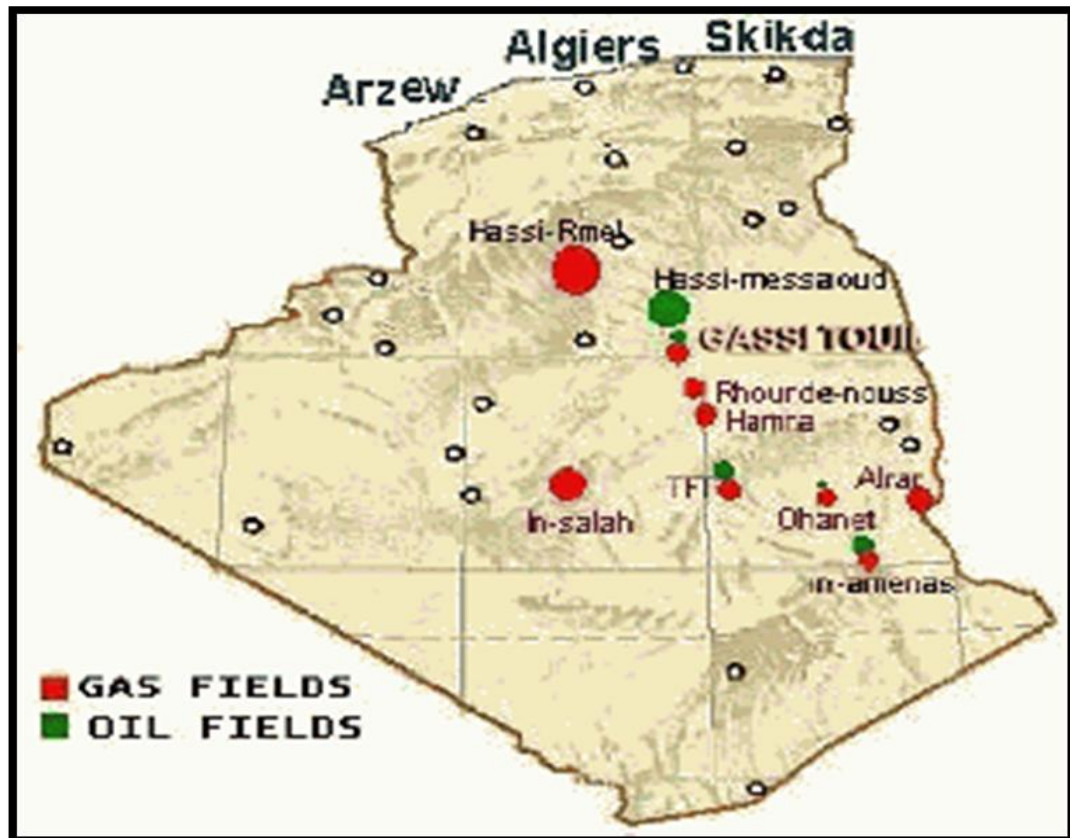 Skikda
Algiers
Arzew
Hassi-Rmel
Hassi-messaoud
GASSI TOUIL
Rhourde-nouss
Hamra
TFT
Alrar
In-salah
Ohanet
in-amenas
GAS FIELDS
OIL FIELDS